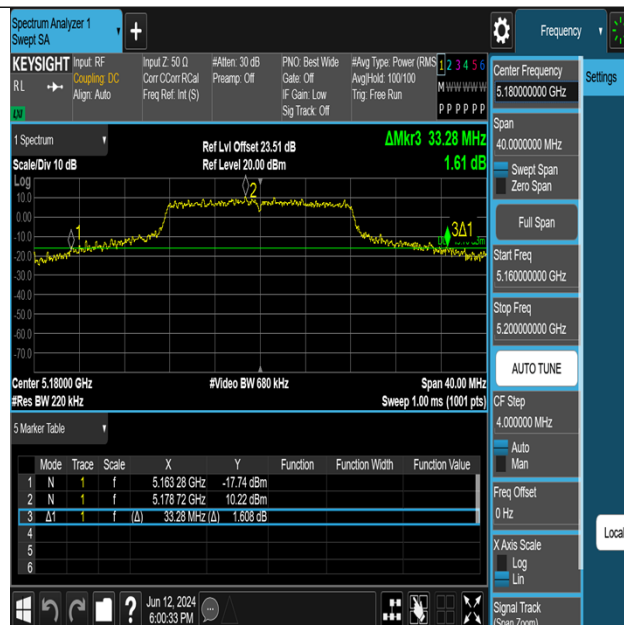 Spectrum Analyzer 1
Swept SA
Frequency
KEYSIGHT
RL
LXI
Input: RF
Coupling: DC
Align: Auto
Input Z: 50 Ω
Corr CCorr RCal
Freq Ref: Int (S)
#Atten: 30 dB
Preamp: Off
PNO: Best Wide
Gate: Off
IF Gain: Low
Sig Track: Off
#Avg Type: Power (RMS
Avg|Hold: 100/100
Trig: Free Run
1 2 3 4 5 6
M W W W W W
P P P P P P
1 Spectrum
Scale/Div 10 dB
Log
Ref Lvl Offset 23.51 dB
Ref Level 20.00 dBm
ΔMkr3 33.28 MHz
1.61 dB
10.0
0.00
-10.0
-20.0
-30.0
-40.0
-50.0
-60.0
-70.0
1
2
3Δ1
Center 5.18000 GHz
#Res BW 220 kHz
#Video BW 680 kHz
Span 40.00 MHz
Sweep 1.00 ms (1001 pts)
5 Marker Table
Mode Trace Scale X Y Function Function Width Function Value
1 N 1 f 5.163 28 GHz -17.74 dBm
2 N 1 f 5.178 72 GHz 10.22 dBm
3 Δ1 1 f (Δ) 33.28 MHz (Δ) 1.608 dB
4
5
6
Jun 12, 2024
6:00:33 PM
Center Frequency
5.180000000 GHz
Span
40.0000000 MHz
Swept Span
Zero Span
Full Span
Start Freq
5.160000000 GHz
Stop Freq
5.200000000 GHz
AUTO TUNE
CF Step
4.000000 MHz
Auto
Man
Freq Offset
0 Hz
X Axis Scale
Log
Lin
Signal Track
(Span Zoom)
Settings
Local